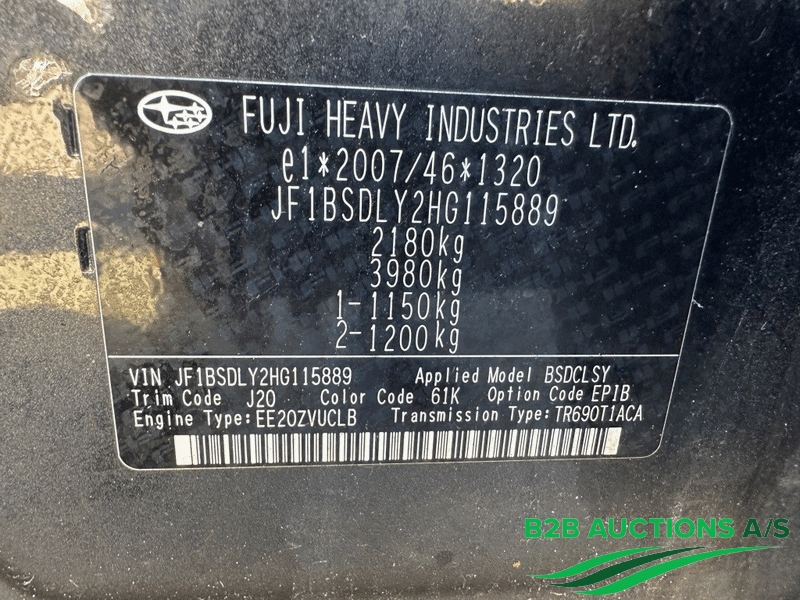 FUJI HEAVY INDUSTRIES LTD.
e1*2007/46*1320
JF1BSDLY2HG115889
2180kg
3980kg
1-1150kg
2-1200kg
VIN JF1BSDLY2HG115889 Applied Model BSDCLSY
Trim Code J20 Color Code 61K Option Code EPIB
Engine Type:EE20ZVUCLB Transmission Type:TR690T1ACA
B2B AUCTIONS A/S